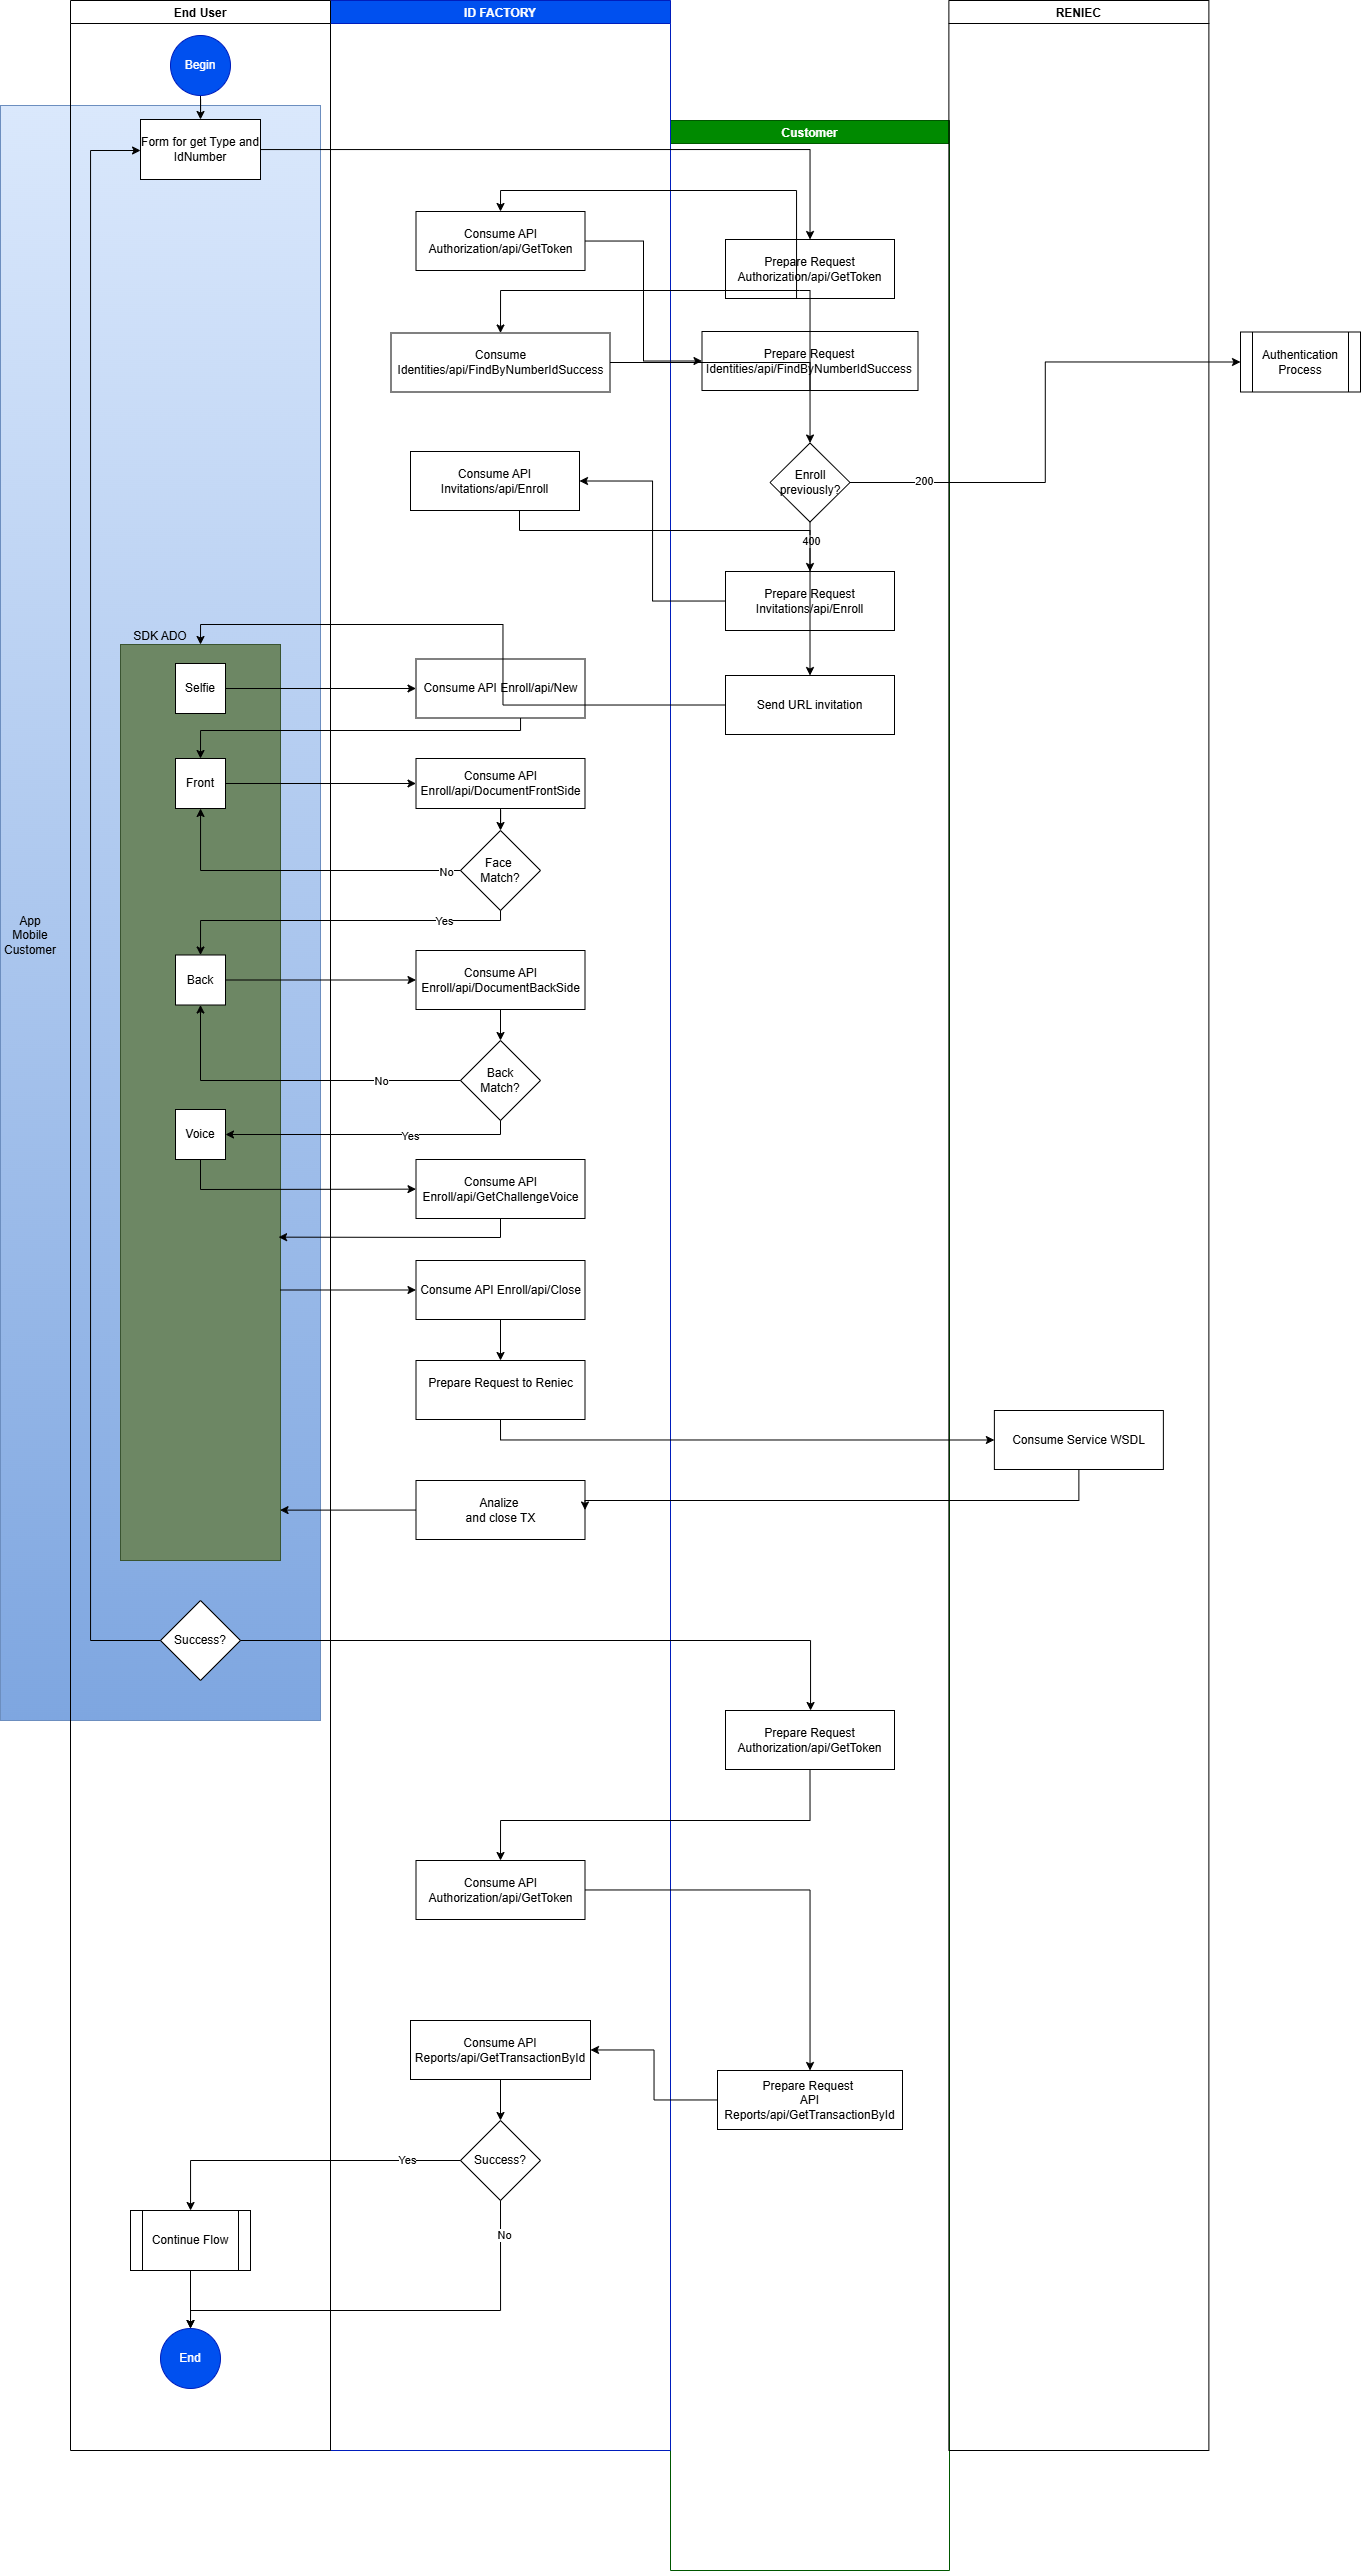 End User
ID FACTORY
RENIEC
Begin
Customer
Form for get Type and
IdNumber
Consume API
Authorization/api/GetToken
Prepare Request
Authorization/api/GetToken
Consume
Identities/api/FindByNumberIdSuccess
Prepare Request
Identities/api/FindByNumberIdSuccess
Authentication
Process
Consume API
Invitations/api/Enroll
Enroll
previously?
200
400
Prepare Request
Invitations/api/Enroll
SDK ADO
Selfie
Consume API Enroll/api/New
Send URL invitation
Front
Consume API
Enroll/api/DocumentFrontSide
Face
Match?
No
Yes
App
Mobile
Customer
Back
Consume API
Enroll/api/DocumentBackSide
Back
Match?
No
Voice
Yes
Consume API
Enroll/api/GetChallengeVoice
Consume API Enroll/api/Close
Prepare Request to Reniec
Consume Service WSDL
Analize
and close TX
Success?
Prepare Request
Authorization/api/GetToken
Consume API
Authorization/api/GetToken
Consume API
Reports/api/GetTransactionById
Prepare Request
API
Reports/api/GetTransactionById
Success?
Yes
No
Continue Flow
End